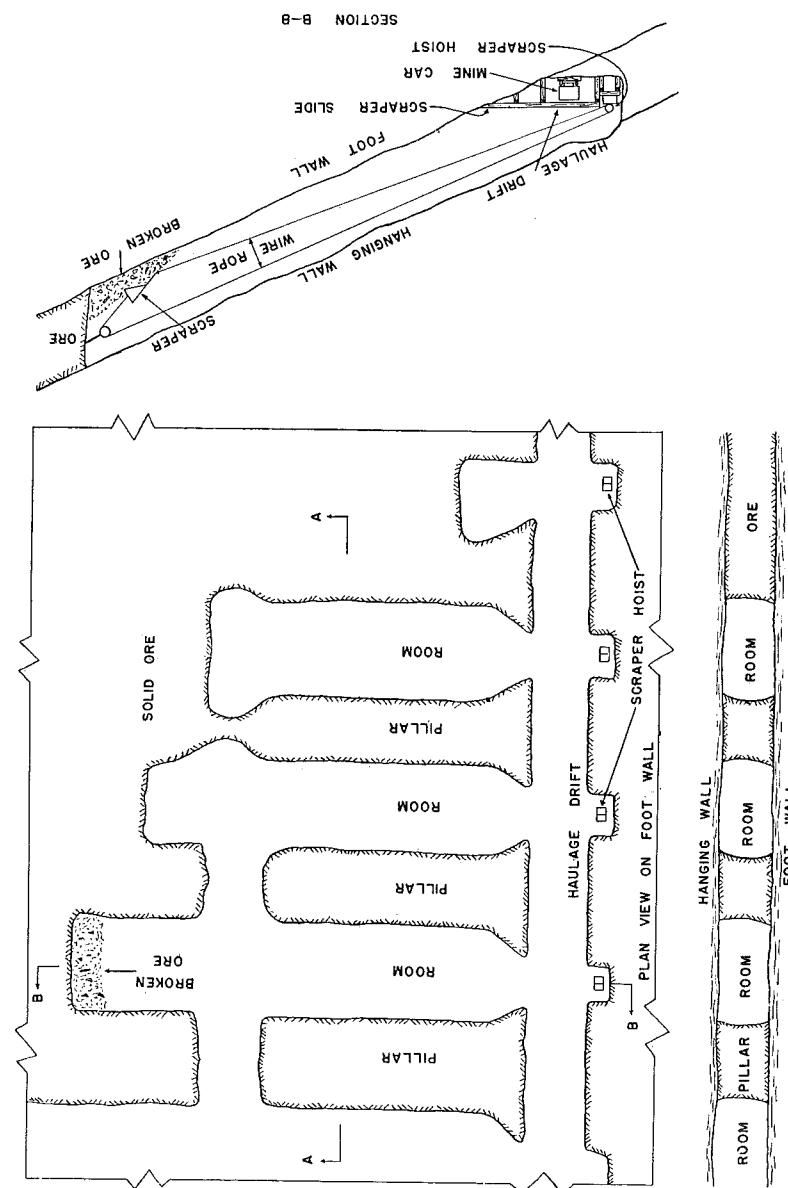 SECTION B-B
SCRAPER HOIST
MINE CAR
SCRAPER SLIDE
FOOT WALL
HAULAGE DRIFT
HANGING WALL
WIRE
ROPE
BROKEN
ORE
SCRAPER
ORE
A
SOLID ORE
ROOM
PILLAR
ROOM
PILLAR
ROOM
PILLAR
BROKEN
ORE
B
B
A
HAULAGE DRIFT
SCRAPER HOIST
PLAN VIEW ON FOOT WALL
HANGING WALL
ORE
ROOM
ROOM
ROOM
PILLAR
ROOM
FOOT WALL